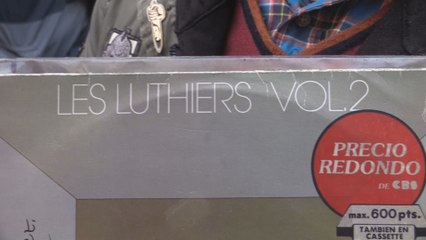 LES LUTHIERS VOL.2
PRECIO
REDONDO
DE CBS
max. 600 pts.
TAMBIEN EN
CASSETTE